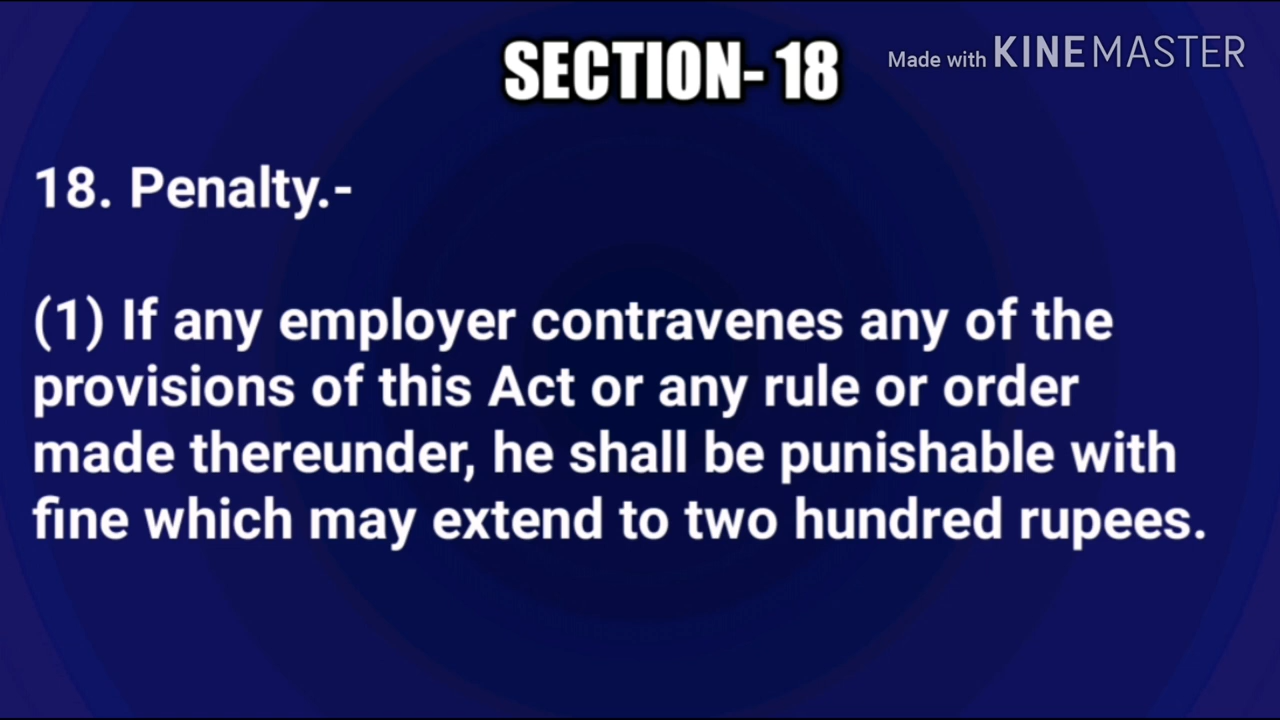 SECTION- 18
Made with KINEMASTER
18. Penalty.-
(1) If any employer contravenes any of the
provisions of this Act or any rule or order
made thereunder, he shall be punishable with
fine which may extend to two hundred rupees.